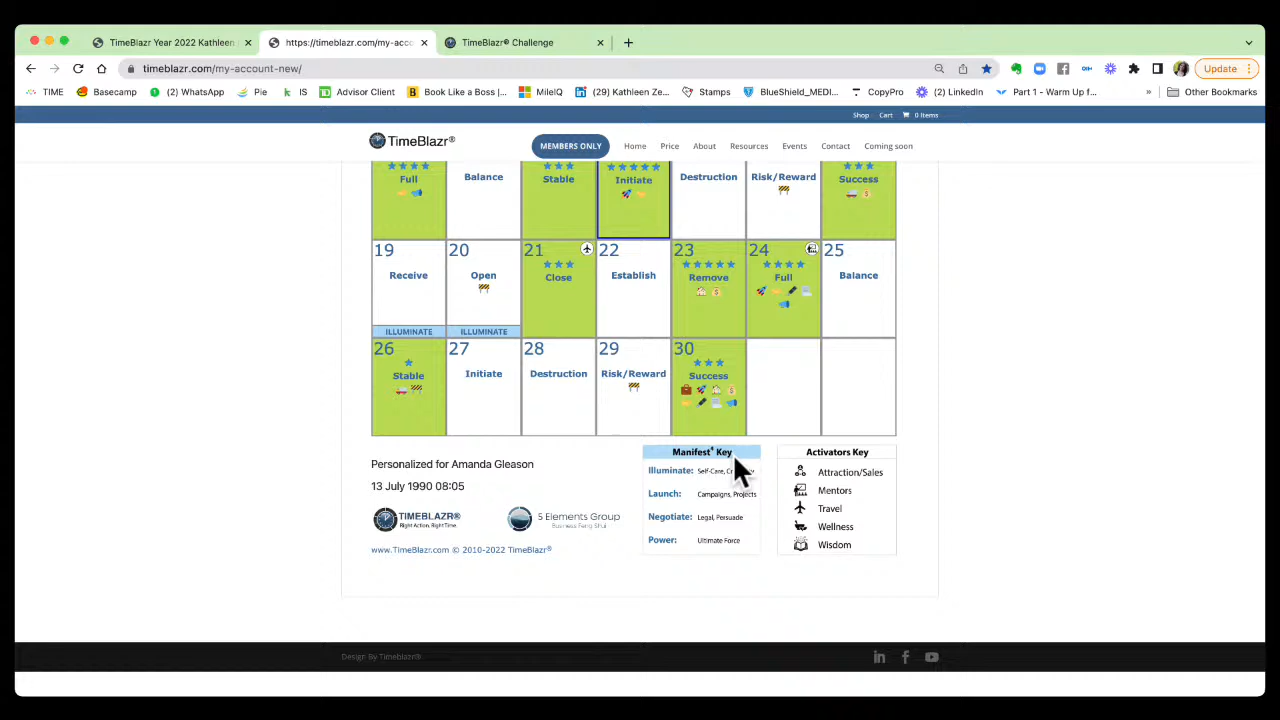 TimeBlazr Year 2022 Kathleen
https://timeblazr.com/my-acco
TimeBlazr® Challenge
timeblazr.com/my-account-new/
Update
TIME
Basecamp
(2) WhatsApp
Pie
IS
Advisor Client
Book Like a Boss |...
MileIQ
(29) Kathleen Ze...
Stamps
BlueShield_MEDI...
CopyPro
(2) LinkedIn
Part 1 - Warm Up f...
»
Other Bookmarks
Shop Cart 0 Items
TimeBlazr®
MEMBERS ONLY Home Price About Resources Events Contact Coming soon
Full Balance Stable Initiate Destruction Risk/Reward Success
19 20 21 22 23 24 25
Receive Open Close Establish Remove Full Balance
ILLUMINATE ILLUMINATE
26 27 28 29 30
Stable Initiate Destruction Risk/Reward Success
Personalized for Amanda Gleason
13 July 1990 08:05
TIMEBLAZR®
Right Action. Right Time.
5 Elements Group
Business Feng Shui
www.TimeBlazr.com © 2010-2022 TimeBlazr®
Manifest⁴ Key
Illuminate: Self-Care,
Launch: Campaigns, Projects
Negotiate: Legal, Persuade
Power: Ultimate Force
Activators Key
Attraction/Sales
Mentors
Travel
Wellness
Wisdom
Design By Timeblazr®